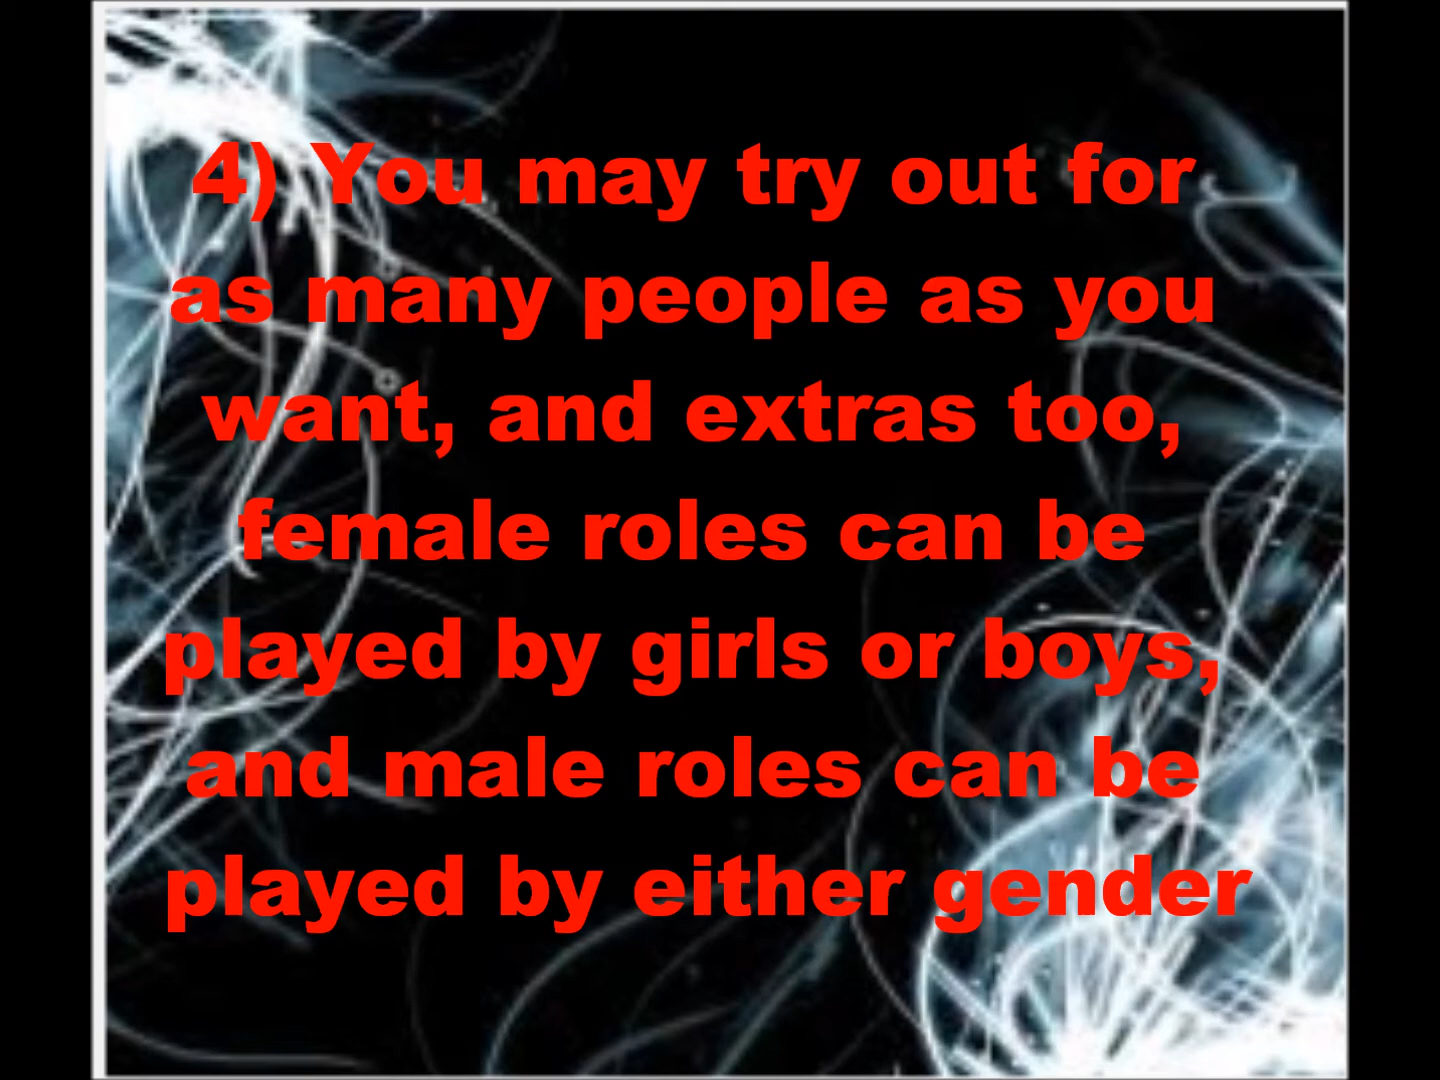 4) You may try out for
as many people as you
want, and extras too,
female roles can be
played by girls or boys,
and male roles can be
played by either gender